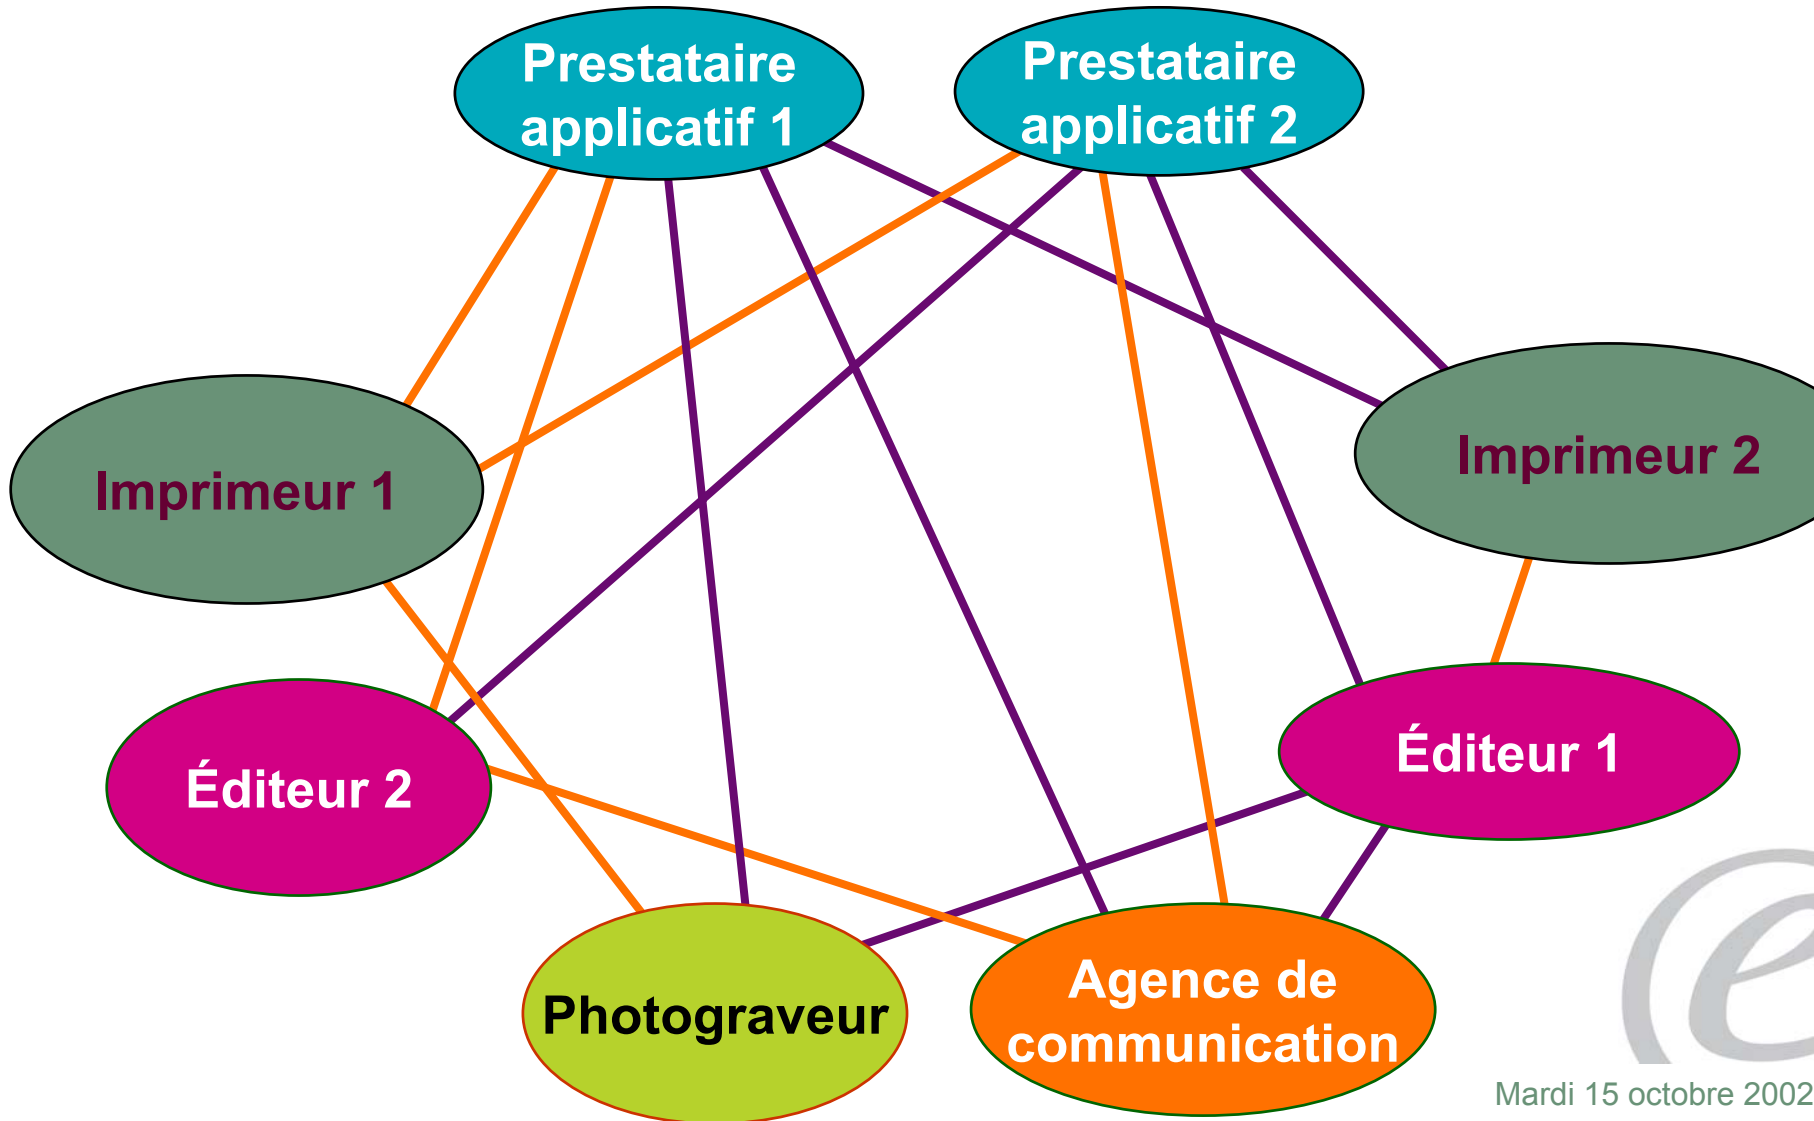 Prestataire
applicatif 1
Prestataire
applicatif 2
Imprimeur 1
Imprimeur 2
Éditeur 2
Éditeur 1
Photograveur
Agence de
communication
e
Mardi 15 octobre 2002